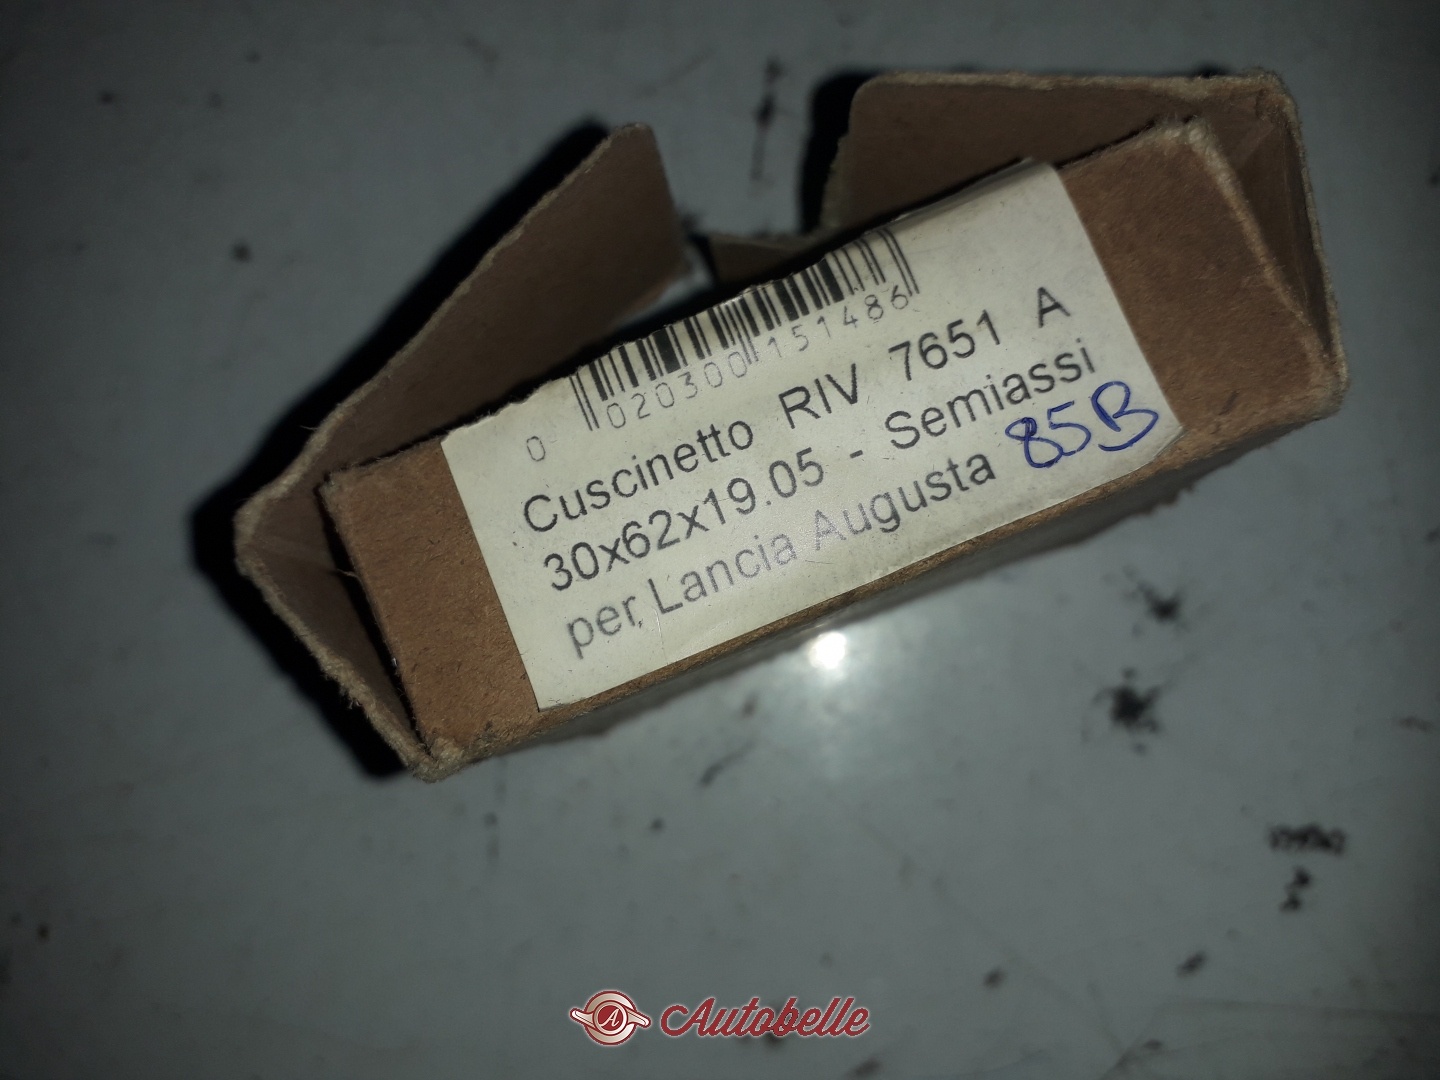 0 020300 151486
Cuscinetto RIV 7651 A
30x62x19.05 - Semiassi
per Lancia Augusta 85B
A Autobelle